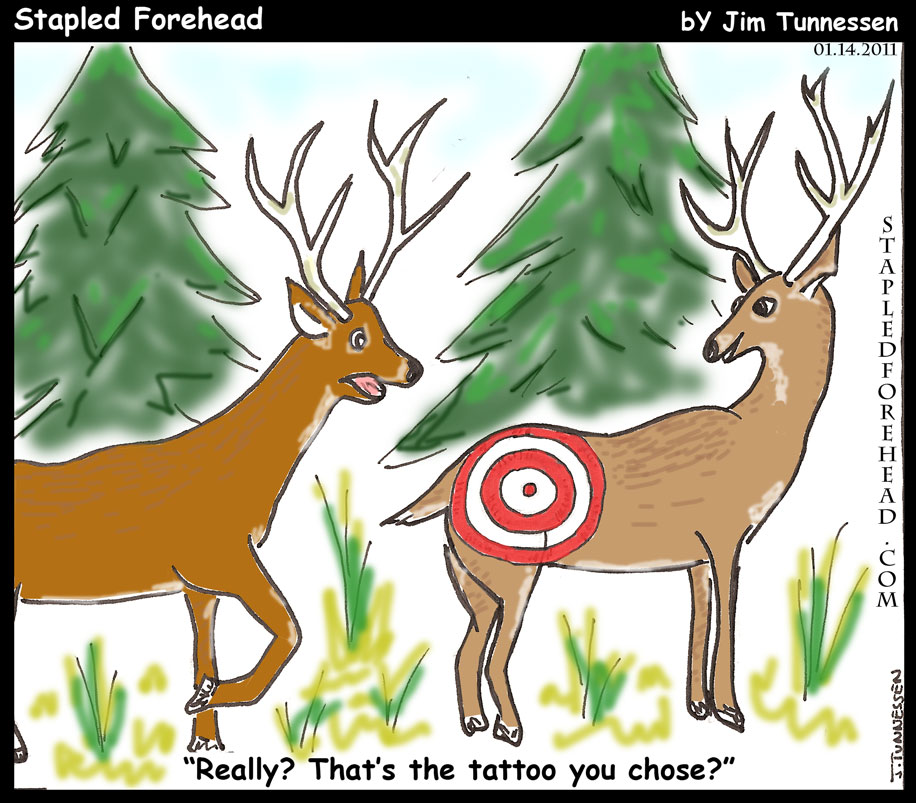 Stapled Forehead
bY Jim Tunnessen
01.14.2011
STAPLEDFOREHEAD.COM
J.TUNNESSEN
“Really? That’s the tattoo you chose?”